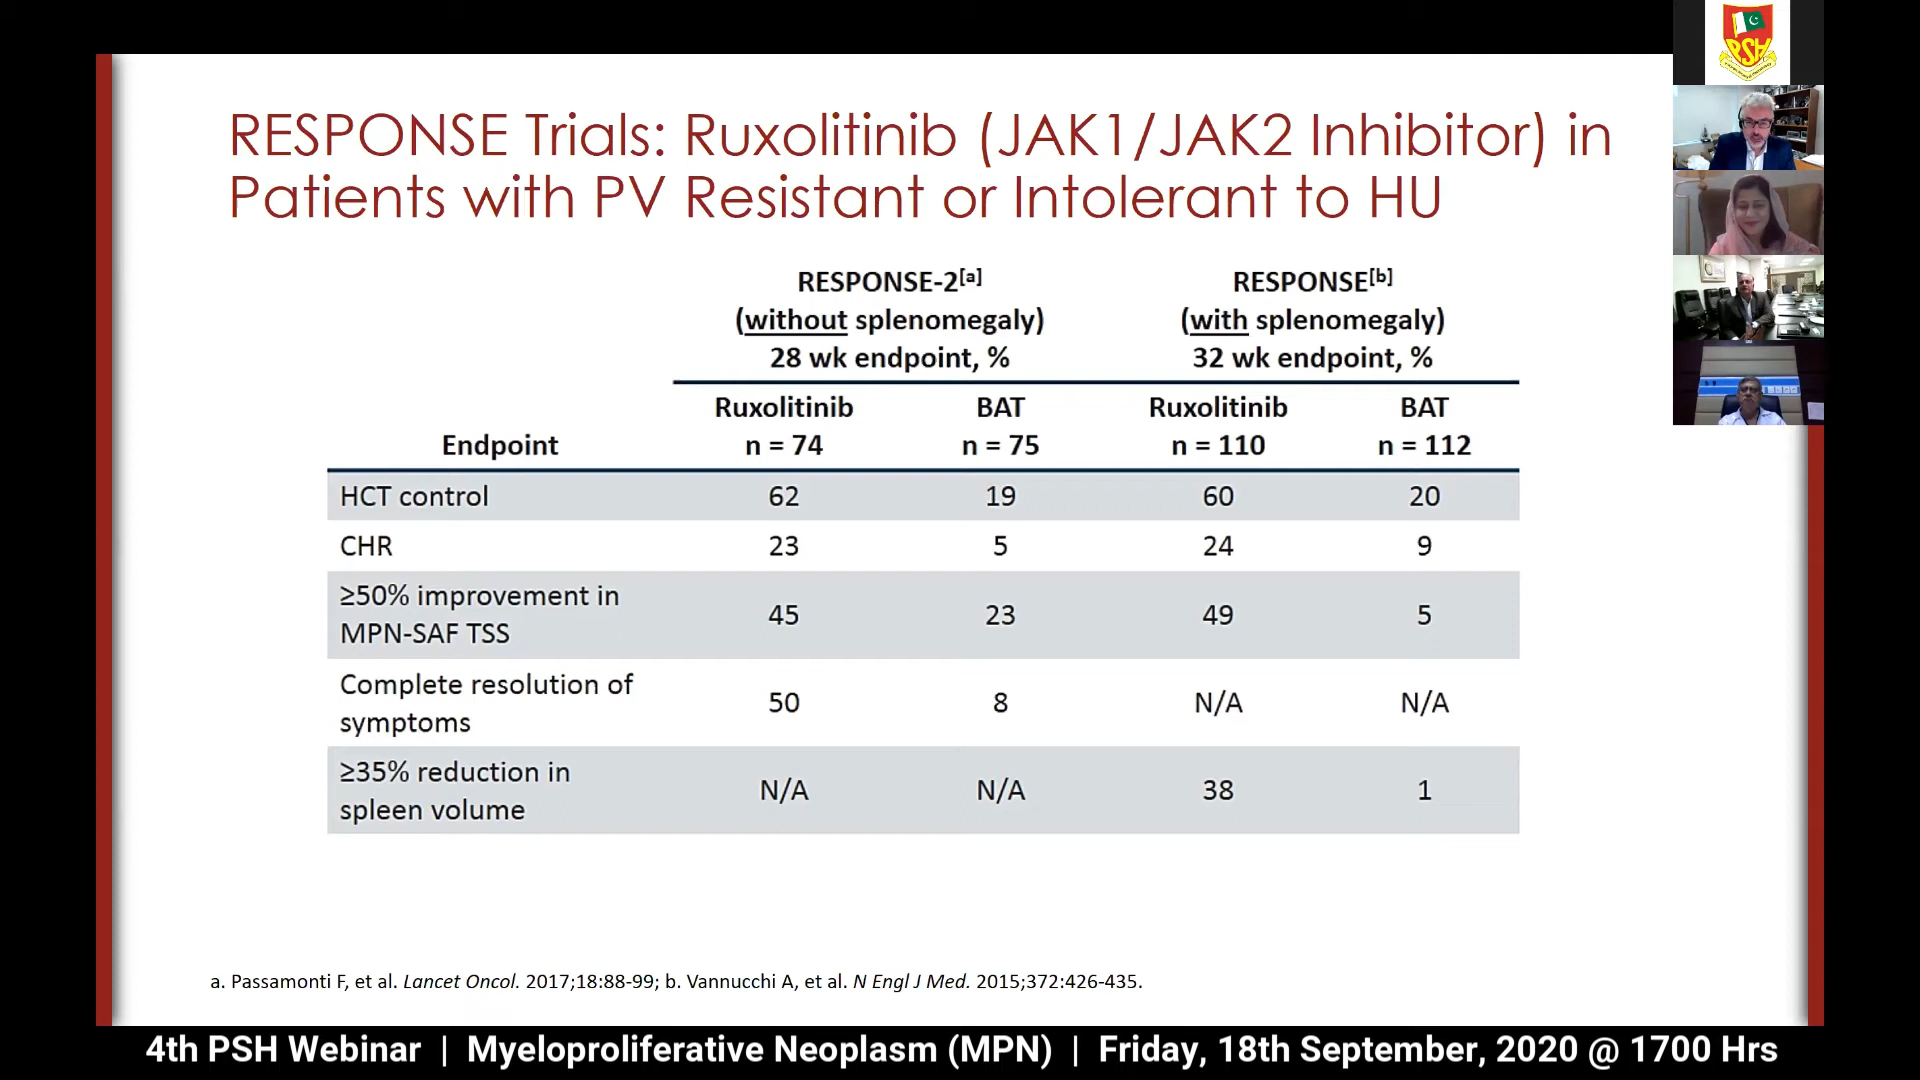 PSH
RESPONSE Trials: Ruxolitinib (JAK1/JAK2 Inhibitor) in
Patients with PV Resistant or Intolerant to HU
RESPONSE-2[a] RESPONSE[b]
(without splenomegaly) (with splenomegaly)
28 wk endpoint, % 32 wk endpoint, %
Ruxolitinib BAT Ruxolitinib BAT
Endpoint n = 74 n = 75 n = 110 n = 112
HCT control 62 19 60 20
CHR 23 5 24 9
≥50% improvement in
MPN-SAF TSS 45 23 49 5
Complete resolution of
symptoms 50 8 N/A N/A
≥35% reduction in
spleen volume N/A N/A 38 1
a. Passamonti F, et al. Lancet Oncol. 2017;18:88-99; b. Vannucchi A, et al. N Engl J Med. 2015;372:426-435.
4th PSH Webinar | Myeloproliferative Neoplasm (MPN) | Friday, 18th September, 2020 @ 1700 Hrs